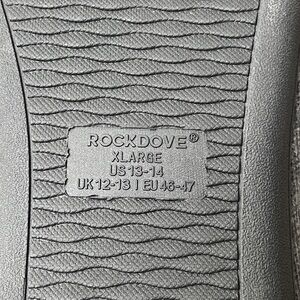 ROCKDOVE®
XLARGE
US 13-14
UK 12-13 | EU 46-47